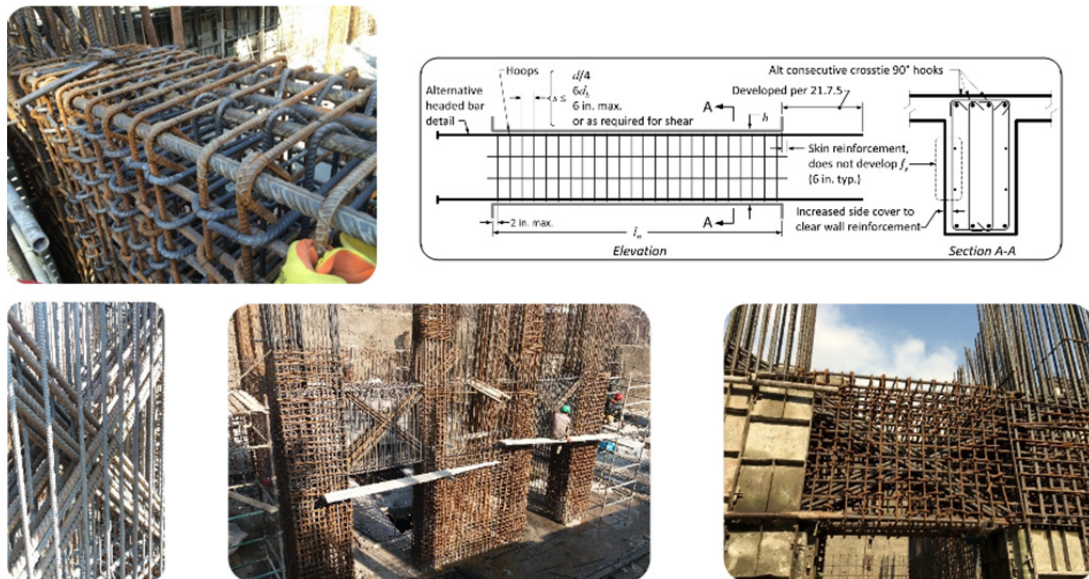 Hoops
Alternative
headed bar
detail
s ≤
d/4
6d_b
6 in. max.
or as required for shear
A
h
Developed per 21.7.5
Alt consecutive crosstie 90° hooks
Skin reinforcement,
does not develop f_y
(6 in. typ.)
A
2 in. max.
Increased side cover to
clear wall reinforcement
l_n
Elevation
Section A-A